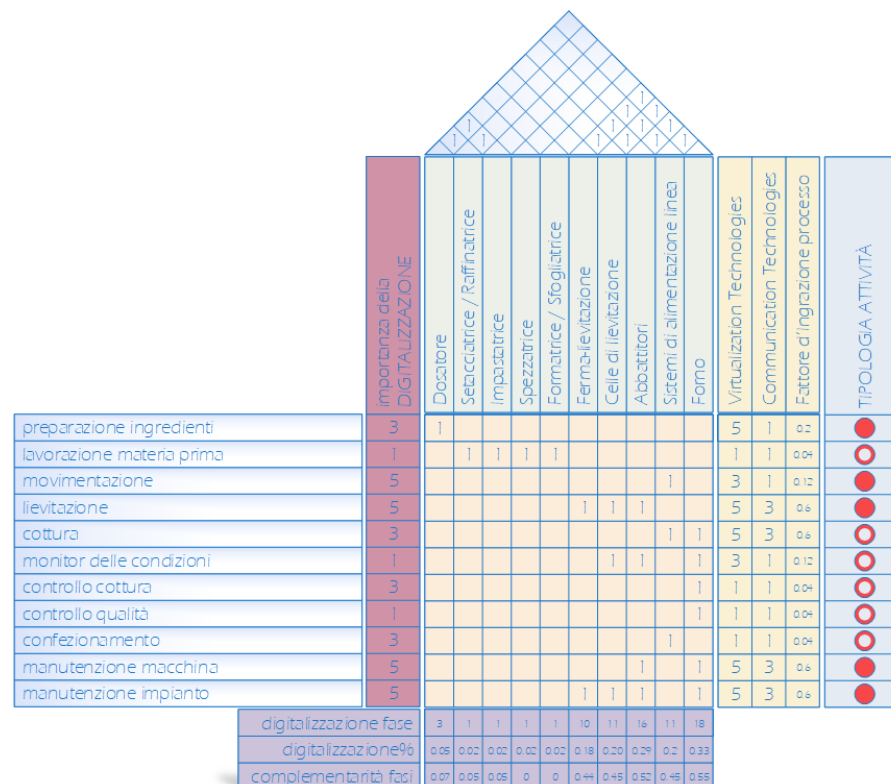 importanza della
DIGITALIZZAZIONE
Dosatore
Setacciatrice / Raffinatrice
Impastatrice
Spezzatrice
Formatrice / Sfogliatrice
Ferma-lievitazione
Celle di lievitazione
Abbattitori
Sistemi di alimentazione linea
Forno
Virtualization Technologies
Communication Technologies
Fattore d'ingrazione processo
TIPOLOGIA ATTIVITÀ
preparazione ingredienti 3 1 5 1 0.2
lavorazione materia prima 1 1 1 1 1 1 1 0.04
movimentazione 5 1 3 1 0.12
lievitazione 5 1 1 1 5 3 0.6
cottura 3 1 1 5 3 0.6
monitor delle condizioni 1 1 1 1 3 1 0.12
controllo cottura 3 1 1 1 0.04
controllo qualità 1 1 1 1 0.04
confezionamento 3 1 1 1 0.04
manutenzione macchina 5 1 1 5 3 0.6
manutenzione impianto 5 1 1 1 1 5 3 0.6
digitalizzazione fase 3 1 1 1 1 10 11 16 11 18
digitalizzazione% 0.05 0.02 0.02 0.02 0.02 0.18 0.20 0.29 0.2 0.33
complementarità fasi 0.07 0.05 0.05 0 0 0.44 0.45 0.52 0.45 0.55